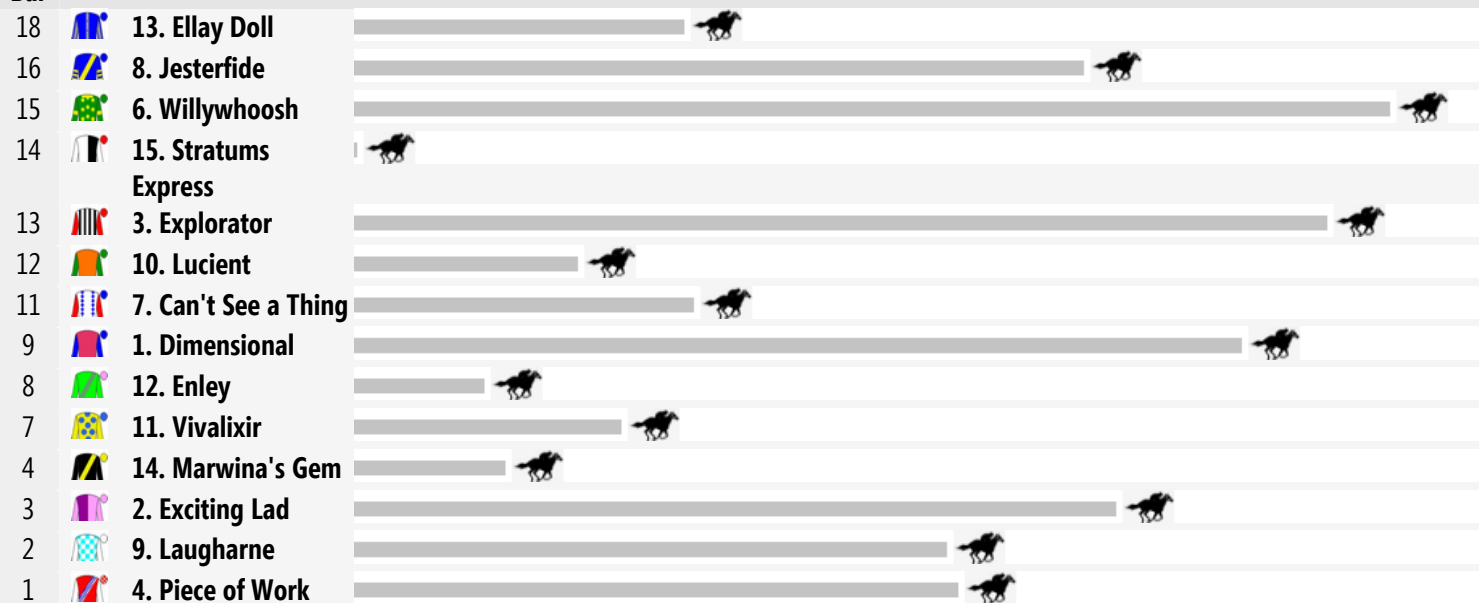 Bar
18 13. Ellay Doll
16 8. Jesterfide
15 6. Willywhoosh
14 15. Stratums
Express
13 3. Explorator
12 10. Lucient
11 7. Can't See a Thing
9 1. Dimensional
8 12. Enley
7 11. Vivalixir
4 14. Marwina's Gem
3 2. Exciting Lad
2 9. Laugharne
1 4. Piece of Work